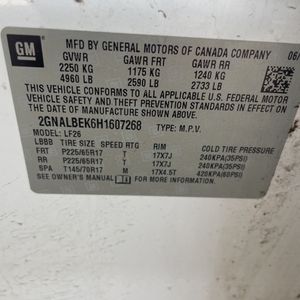 GM
MFD BY GENERAL MOTORS OF CANADA COMPANY 06/
GVWR GAWR FRT GAWR RR
2250 KG 1175 KG 1240 KG
4960 LB 2590 LB 2733 LB
THIS VEHICLE CONFORMS TO ALL APPLICABLE U.S. FEDERAL
MOTOR VEHICLE SAFETY, BUMPER, AND THEFT PREVENTION
STANDARDS IN EFFECT ON THE DATE OF MANUFACTURE SHOWN ABOVE.
2GNALBEK6H1607268 TYPE: M.P.V.
MODEL: LF26
LBBB TIRE SIZE SPEED RTG RIM COLD TIRE PRESSURE
FRT P225/65R17 T 17X7J 240KPA(35PSI)
RR P225/65R17 T 17X7J 240KPA(35PSI)
SPA T145/70R17 M 17X4.5T 420KPA(60PSI)
SEE OWNER'S MANUAL